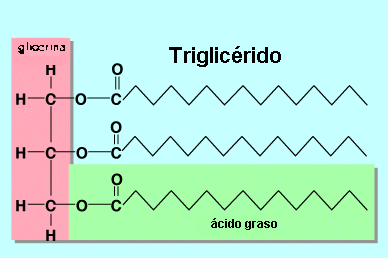 glicerina
Triglicérido
H O
H C O C
O
H C O C
O
H C O C
H
ácido graso